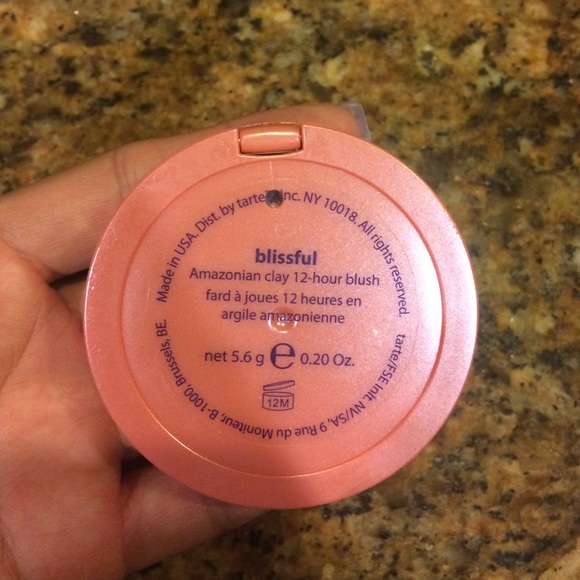 Made in USA. Dist. by tarte, inc. NY 10018. All rights reserved.
blissful
Amazonian clay 12-hour blush
fard à joues 12 heures en
argile amazonienne
net 5.6 g e 0.20 Oz.
12M
tarte/FSE Intl. NV/SA, 9 Rue du Moniteur, B-1000, Brussels, BE.